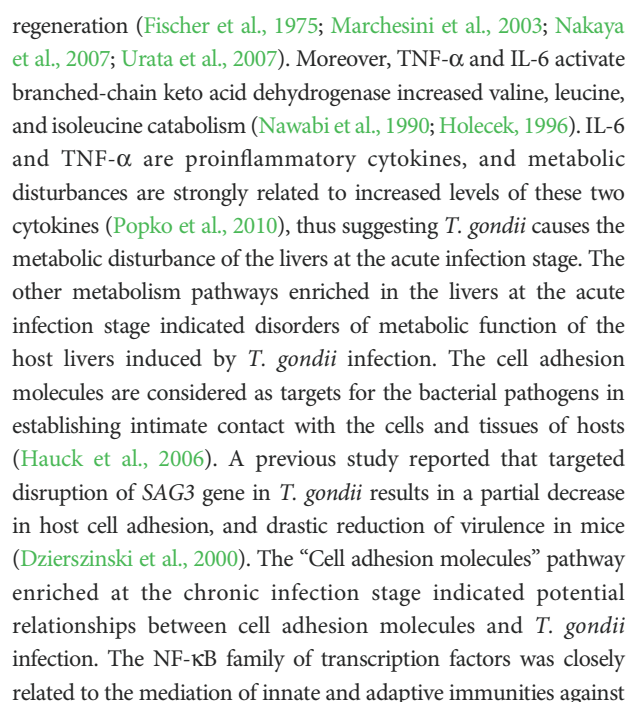 regeneration (Fischer et al., 1975; Marchesini et al., 2003; Nakaya
et al., 2007; Urata et al., 2007). Moreover, TNF-α and IL-6 activate
branched-chain keto acid dehydrogenase increased valine, leucine,
and isoleucine catabolism (Nawabi et al., 1990; Holecek, 1996). IL-6
and TNF-α are proinflammatory cytokines, and metabolic
disturbances are strongly related to increased levels of these two
cytokines (Popko et al., 2010), thus suggesting T. gondii causes the
metabolic disturbance of the livers at the acute infection stage. The
other metabolism pathways enriched in the livers at the acute
infection stage indicated disorders of metabolic function of the
host livers induced by T. gondii infection. The cell adhesion
molecules are considered as targets for the bacterial pathogens in
establishing intimate contact with the cells and tissues of hosts
(Hauck et al., 2006). A previous study reported that targeted
disruption of SAG3 gene in T. gondii results in a partial decrease
in host cell adhesion, and drastic reduction of virulence in mice
(Dzierszinski et al., 2000). The “Cell adhesion molecules” pathway
enriched at the chronic infection stage indicated potential
relationships between cell adhesion molecules and T. gondii
infection. The NF-κB family of transcription factors was closely
related to the mediation of innate and adaptive immunities against